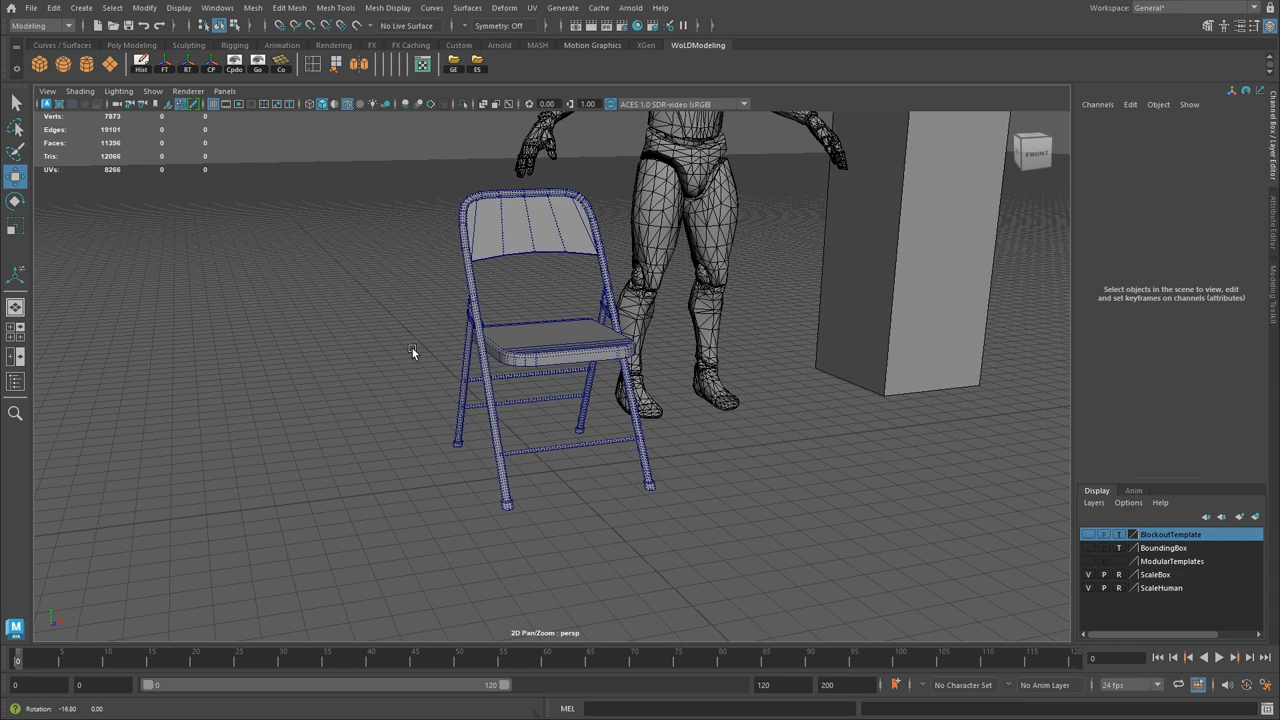 File Edit Create Select Modify Display Windows Mesh Edit Mesh Mesh Tools Mesh Display Curves Surfaces Deform UV Generate Cache Arnold Help Workspace: General*
Modeling No Live Surface Symmetry: Off
Curves / Surfaces Poly Modeling Sculpting Rigging Animation Rendering FX FX Caching Custom Arnold MASH Motion Graphics XGen WoLDModeling
Hist FT RT CP Cpdo Go Co GE ES
View Shading Lighting Show Renderer Panels
0.00 1.00 ACES 1.0 SDR-video (sRGB)
Channels Edit Object Show
Verts: 7873 0 0
Edges: 19101 0 0
Faces: 11396 0 0
Tris: 12066 0 0
UVs: 8266 0 0
FRONT
Channel Box / Layer Editor
Attribute Editor
Modeling Toolkit
Select objects in the scene to view, edit
and set keyframes on channels (attributes)
Display Anim
Layers Options Help
T BlockoutTemplate
T BoundingBox
ModularTemplates
V P R ScaleBox
V P R ScaleHuman
2D Pan/Zoom : persp
0 5 10 15 20 25 30 35 40 45 50 55 60 65 70 75 80 85 90 95 100 105 110 115 120
0 0
0 0 0 120 120 200 No Character Set No Anim Layer 24 fps
Rotation: -16.80 0.00 MEL